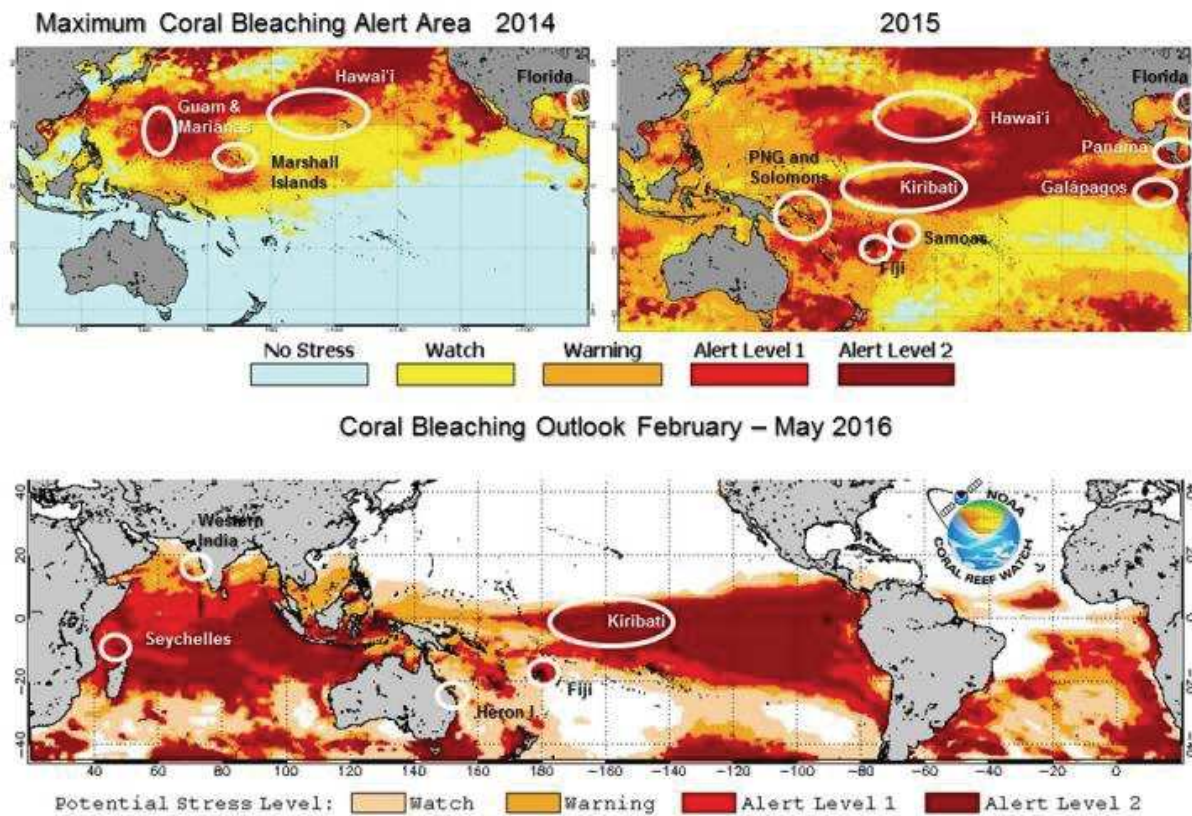 Maximum Coral Bleaching Alert Area 2014
2015
Hawai'i
Guam &
Marianas
Marshall
Islands
Florida
Florida
Hawai'i
Panama
PNG and
Solomons
Kiribati
Galápagos
Samoas
Fiji
No Stress
Watch
Warning
Alert Level 1
Alert Level 2
Coral Bleaching Outlook February – May 2016
40
20
0
-20
-40
Western
India
Seychelles
Kiribati
Fiji
Heron I
NOAA
CORAL REEF WATCH
40 60 80 100 120 140 160 180 -160 -140 -120 -100 -80 -60 -40 -20 0
Potential Stress Level: Watch Warning Alert Level 1 Alert Level 2